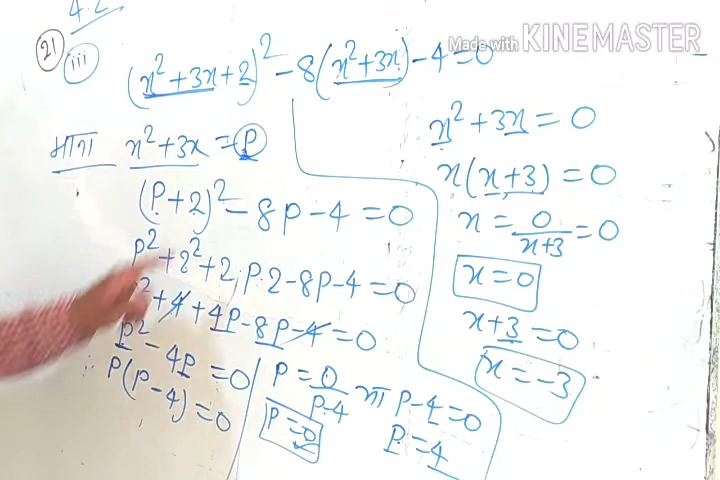 4.2
Made with KINEMASTER
21
iii (x² + 3x + 2)² - 8(x² + 3x) - 4 = 0
माना x² + 3x = P
(P + 2)² - 8P - 4 = 0
P² + 2² + 2.P.2 - 8P - 4 = 0
² + 4 + 4P - 8P - 4 = 0
P² - 4P = 0
P(P - 4) = 0
P = 0/P-4 या P - 4 = 0
P = 0
P = 4
x² + 3x = 0
x(x + 3) = 0
x = 0/x+3 = 0
x = 0
x + 3 = 0
x = -3